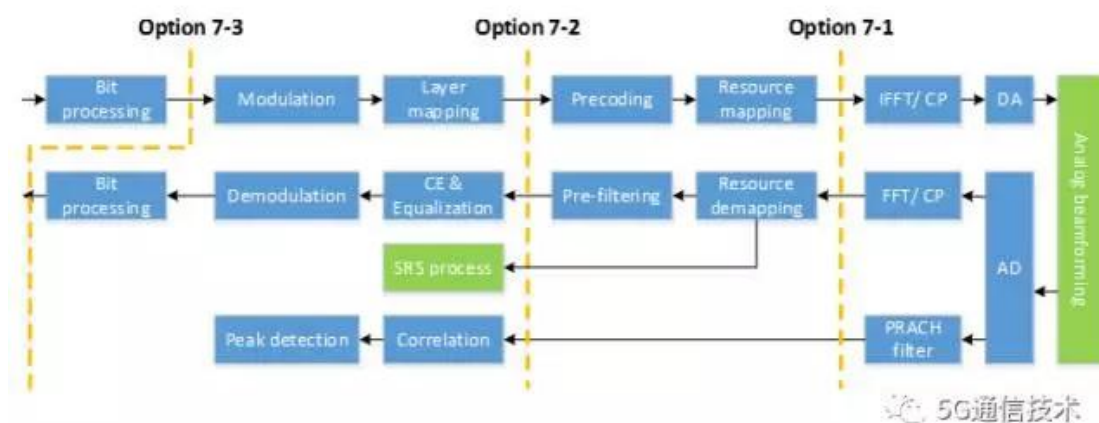 Option 7-3
Option 7-2
Option 7-1
Bit
processing
Modulation
Layer
mapping
Precoding
Resource
mapping
IFFT/ CP
DA
Analog beamforming
Bit
processing
Demodulation
CE &
Equalization
Pre-filtering
Resource
demapping
FFT/ CP
AD
SRS process
Peak detection
Correlation
PRACH
filter
5G通信技术